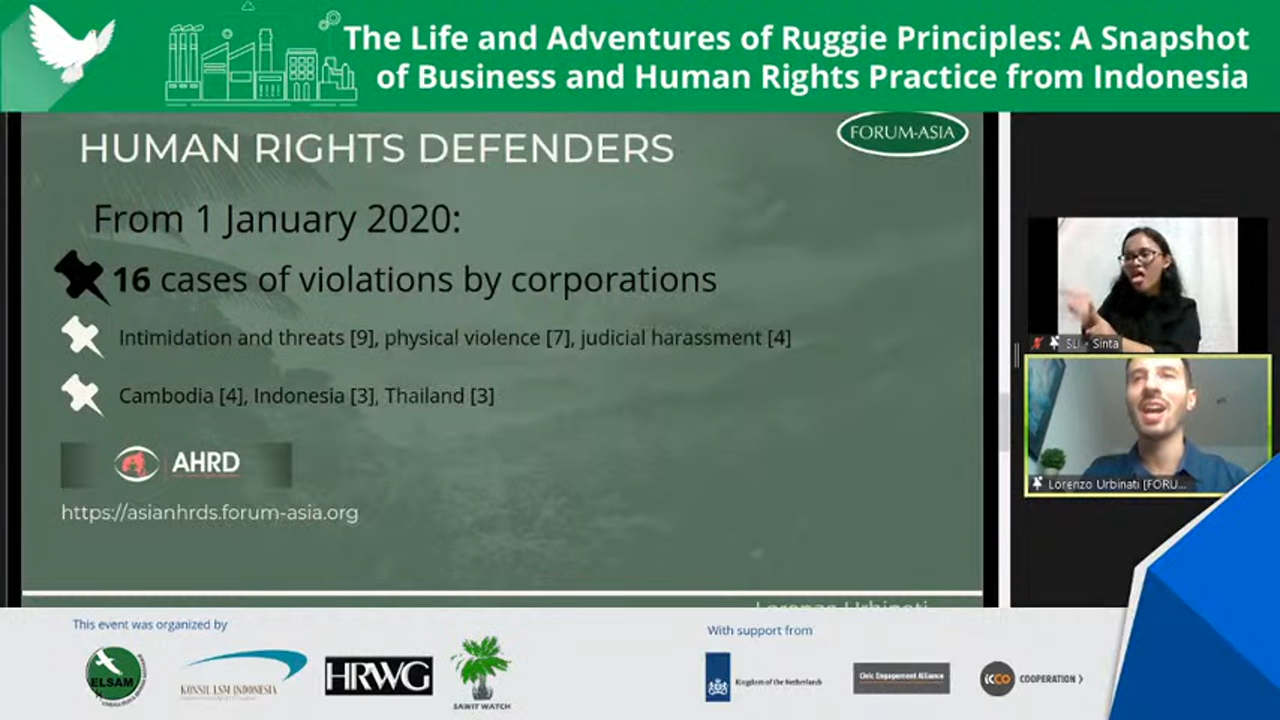 The Life and Adventures of Ruggie Principles: A Snapshot
of Business and Human Rights Practice from Indonesia
HUMAN RIGHTS DEFENDERS
FORUM-ASIA
From 1 January 2020:
16 cases of violations by corporations
Intimidation and threats [9], physical violence [7], judicial harassment [4]
Cambodia [4], Indonesia [3], Thailand [3]
AHRD
https://asianhrds.forum-asia.org
Lorenzo Urbinati
SLI - Sinta
Lorenzo Urbinati [FORU...
This event was organized by
ELSAM
KONSIL LSM INDONESIA
HRWG
SAWIT WATCH
With support from
Kingdom of the Netherlands
Civic Engagement Alliance
icco
COOPERATION